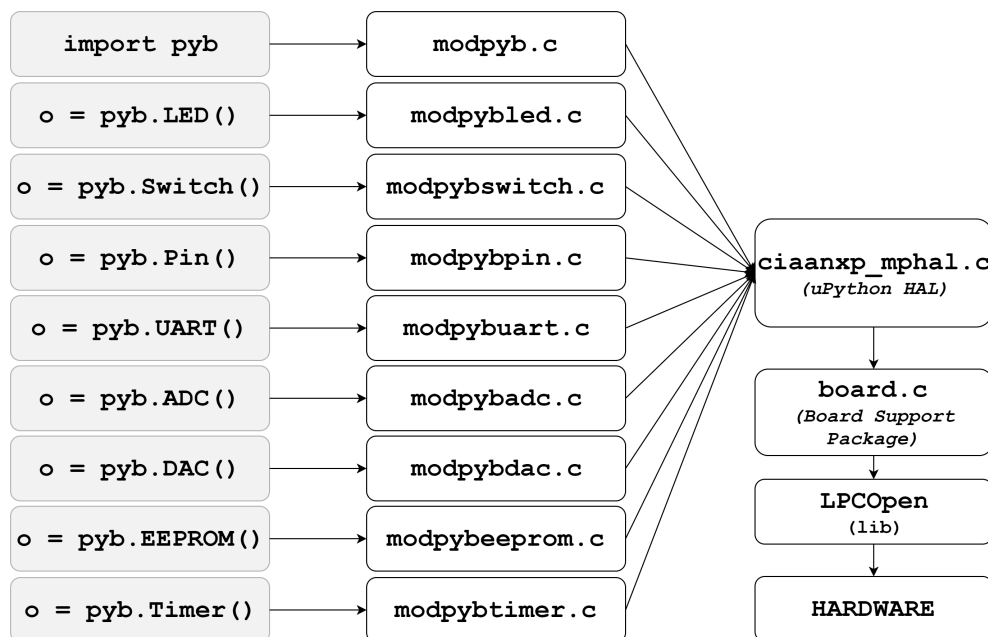 import pyb
modpyb.c
o = pyb.LED()
modpybled.c
o = pyb.Switch()
modpybswitch.c
o = pyb.Pin()
modpybpin.c
o = pyb.UART()
modpybuart.c
o = pyb.ADC()
modpybadc.c
o = pyb.DAC()
modpybdac.c
o = pyb.EEPROM()
modpybeeprom.c
o = pyb.Timer()
modpybtimer.c
ciaanxp_mphal.c
(uPython HAL)
board.c
(Board Support
Package)
LPCOpen
(lib)
HARDWARE